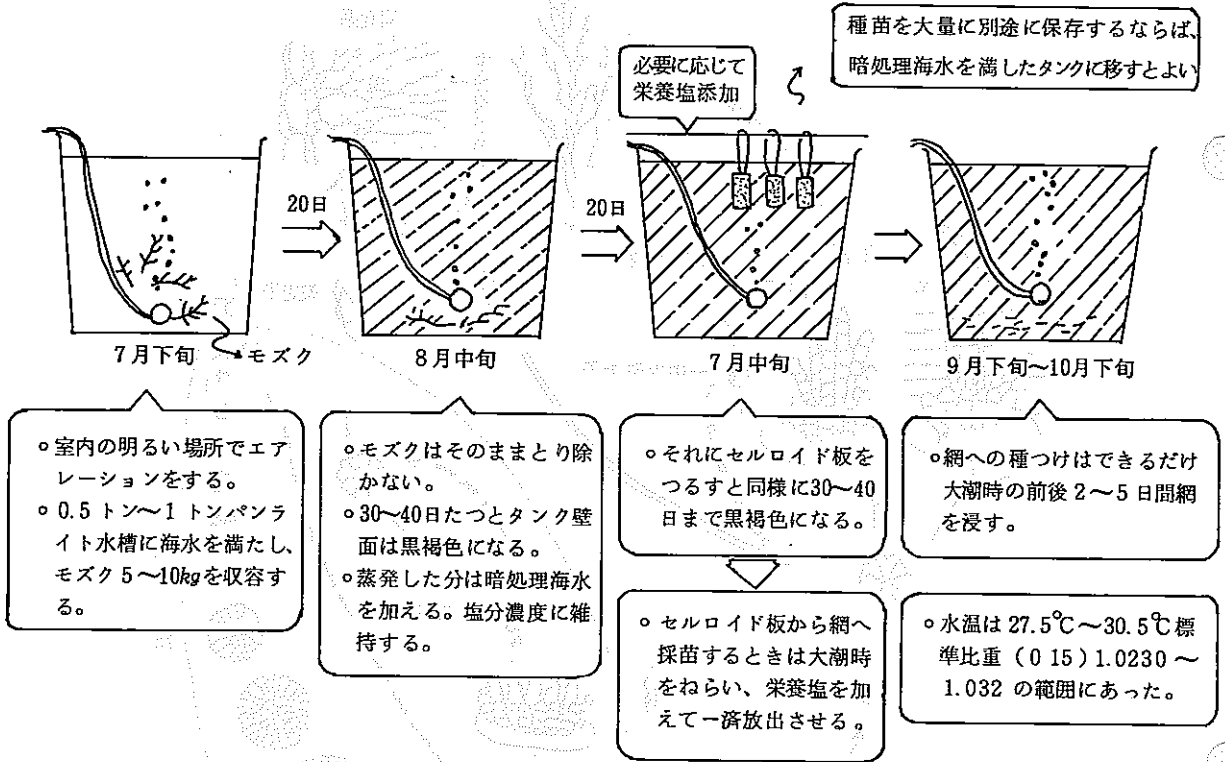 種苗を大量に別途に保存するならば、
暗処理海水を満したタンクに移すとよい
必要に応じて
栄養塩添加
20日
20日
7月下旬
モズク
8月中旬
7月中旬
9月下旬～10月下旬
○室内の明るい場所でエア
レーションをする。
○0.5トン～1トンパンラ
イト水槽に海水を満たし、
モズク5～10kgを収容す
る。
○モズクはそのままとり除
かない。
○30～40日たつとタンク壁
面は黒褐色になる。
○蒸発した分は暗処理海水
を加える。塩分濃度に雑
持する。
○それにセルロイド板を
つるすと同様に30～40
日まで黒褐色になる。
○セルロイド板から網へ
採苗するときは大潮時
をねらい、栄養塩を加
えて一済放出させる。
○網への種つけはできるだけ
大潮時の前後2～5日間網
を浸す。
○水温は27.5℃～30.5℃標
準比重（015）1.0230～
1.032の範囲にあった。